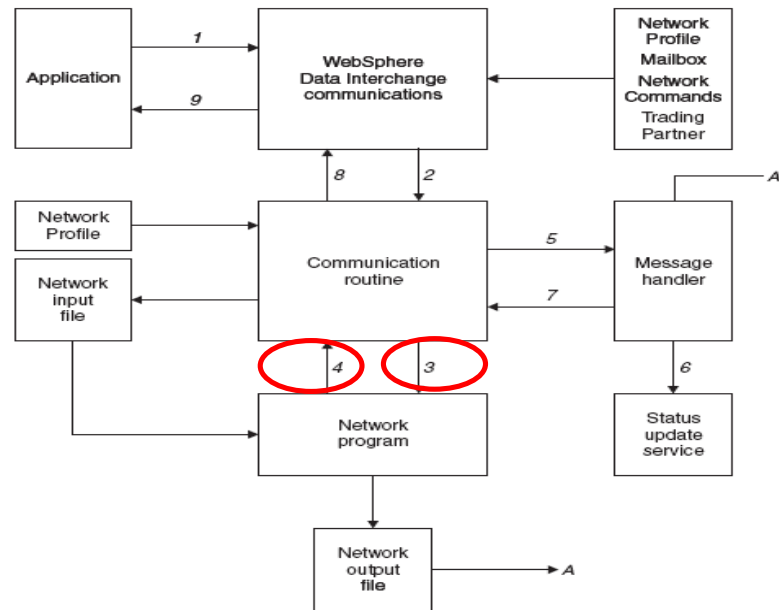 Application
1
9
WebSphere
Data Interchange
communications
Network
Profile
Mailbox
Network
Commands
Trading
Partner
8
2
A
Network
Profile
Network
input
file
Communication
routine
5
7
Message
handler
4
3
6
Network
program
Status
update
service
Network
output
file
A